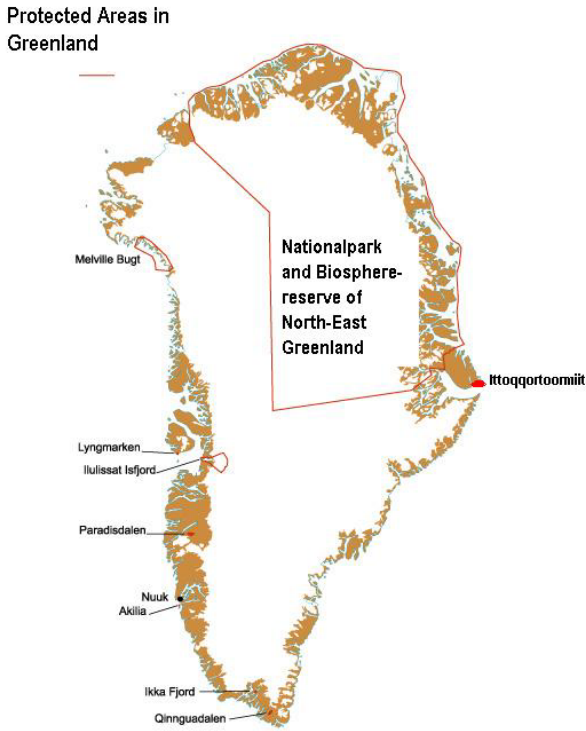 Protected Areas in
Greenland
Nationalpark
and Biosphere-
reserve of
North-East
Greenland
Melville Bugt
Ittoqqortoormiit
Lyngmarken
Ilulissat Isfjord
Paradisdalen
Nuuk
Akilia
Ikka Fjord
Qinnguadalen